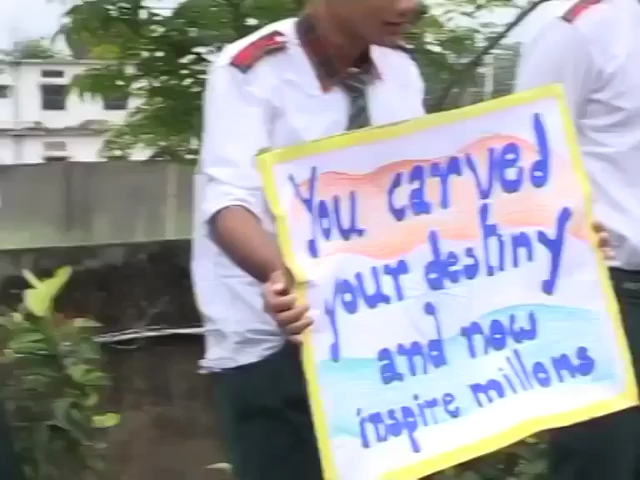 You carved
your destiny
and now
inspire millons